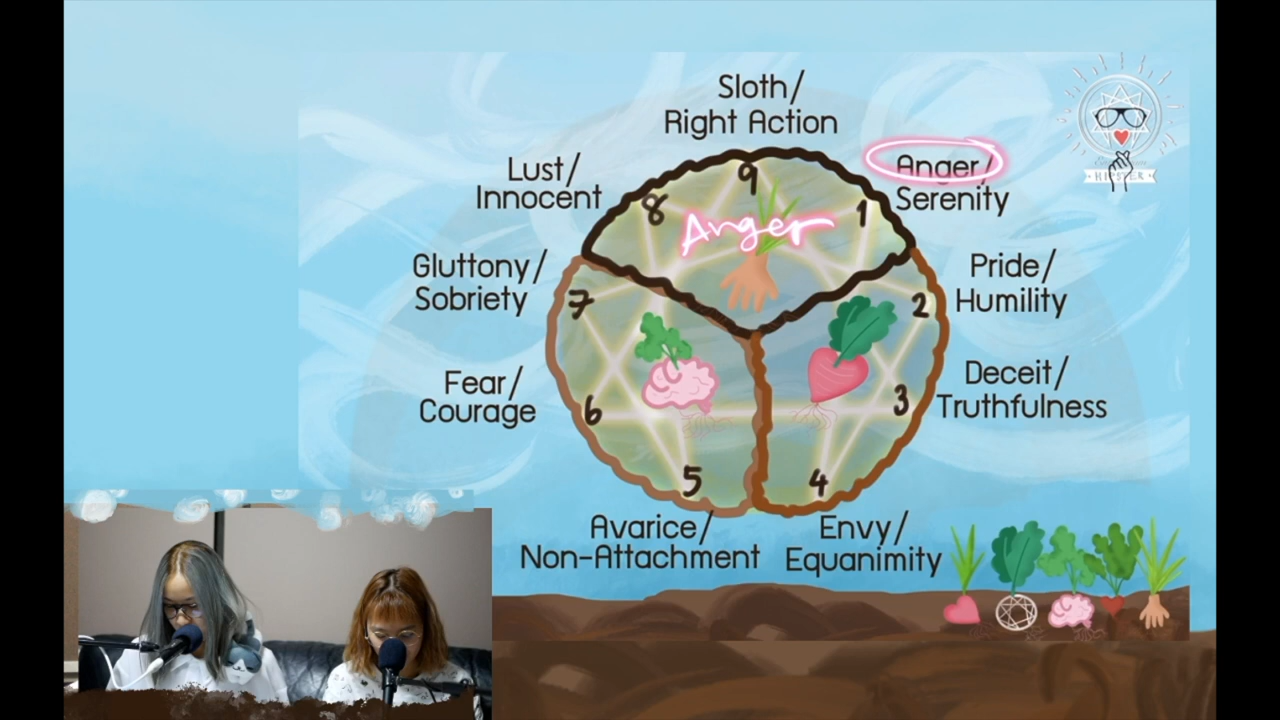 Sloth/
Right Action
Lust/
Innocent
Anger/
Serenity
9
8
1
Anger
Gluttony/
Sobriety
Pride/
Humility
7
2
Fear/
Courage
Deceit/
Truthfulness
6
3
5
4
Avarice/
Non-Attachment
Envy/
Equanimity
HIPSTER